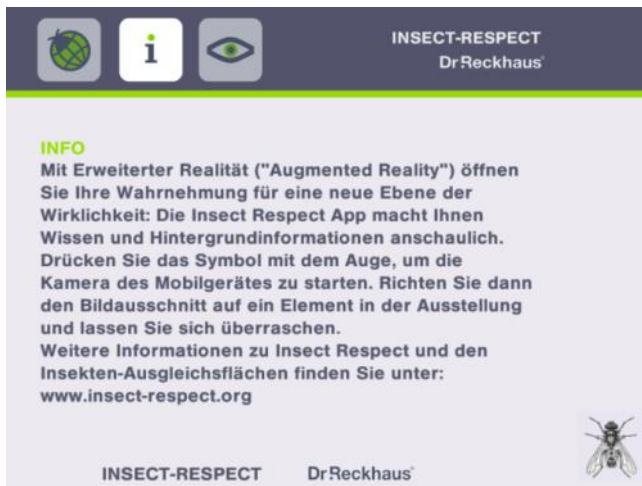 i
INSECT-RESPECT
Dr.Reckhaus®
INFO
Mit Erweiterter Realität ("Augmented Reality") öffnen
Sie Ihre Wahrnehmung für eine neue Ebene der
Wirklichkeit: Die Insect Respect App macht Ihnen
Wissen und Hintergrundinformationen anschaulich.
Drücken Sie das Symbol mit dem Auge, um die
Kamera des Mobilgerätes zu starten. Richten Sie dann
den Bildausschnitt auf ein Element in der Ausstellung
und lassen Sie sich überraschen.
Weitere Informationen zu Insect Respect und den
Insekten-Ausgleichsflächen finden Sie unter:
www.insect-respect.org
INSECT-RESPECT Dr.Reckhaus®